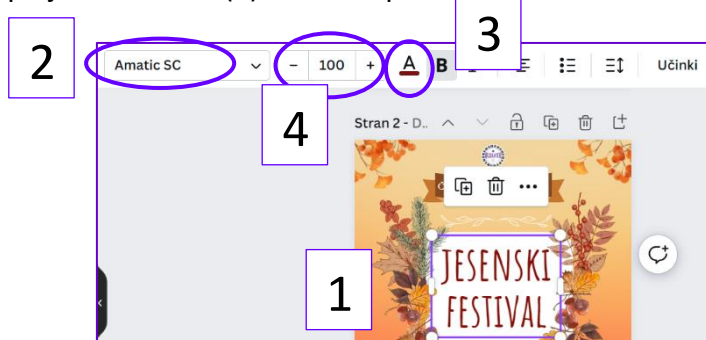 3
2
Amatic SC − 100 + A B Učinki
4
Stran 2 - D..
1
JESENSKI
FESTIVAL